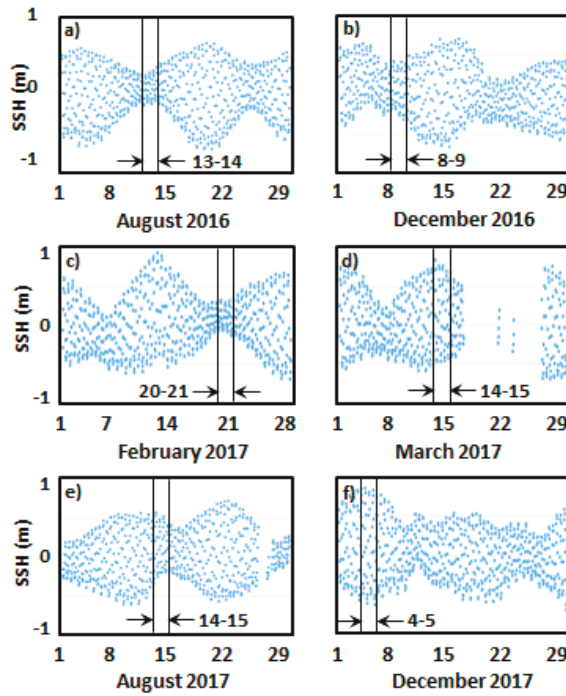 a)
SSH (m)
1
0
-1
13-14
1 8 15 22 29
August 2016
b)
8-9
1 8 15 22 29
December 2016
c)
SSH (m)
1
0
-1
20-21
1 7 14 21 28
February 2017
d)
14-15
1 8 15 22 29
March 2017
e)
SSH (m)
1
0
-1
14-15
1 8 15 22 29
August 2017
f)
4-5
1 8 15 22 29
December 2017